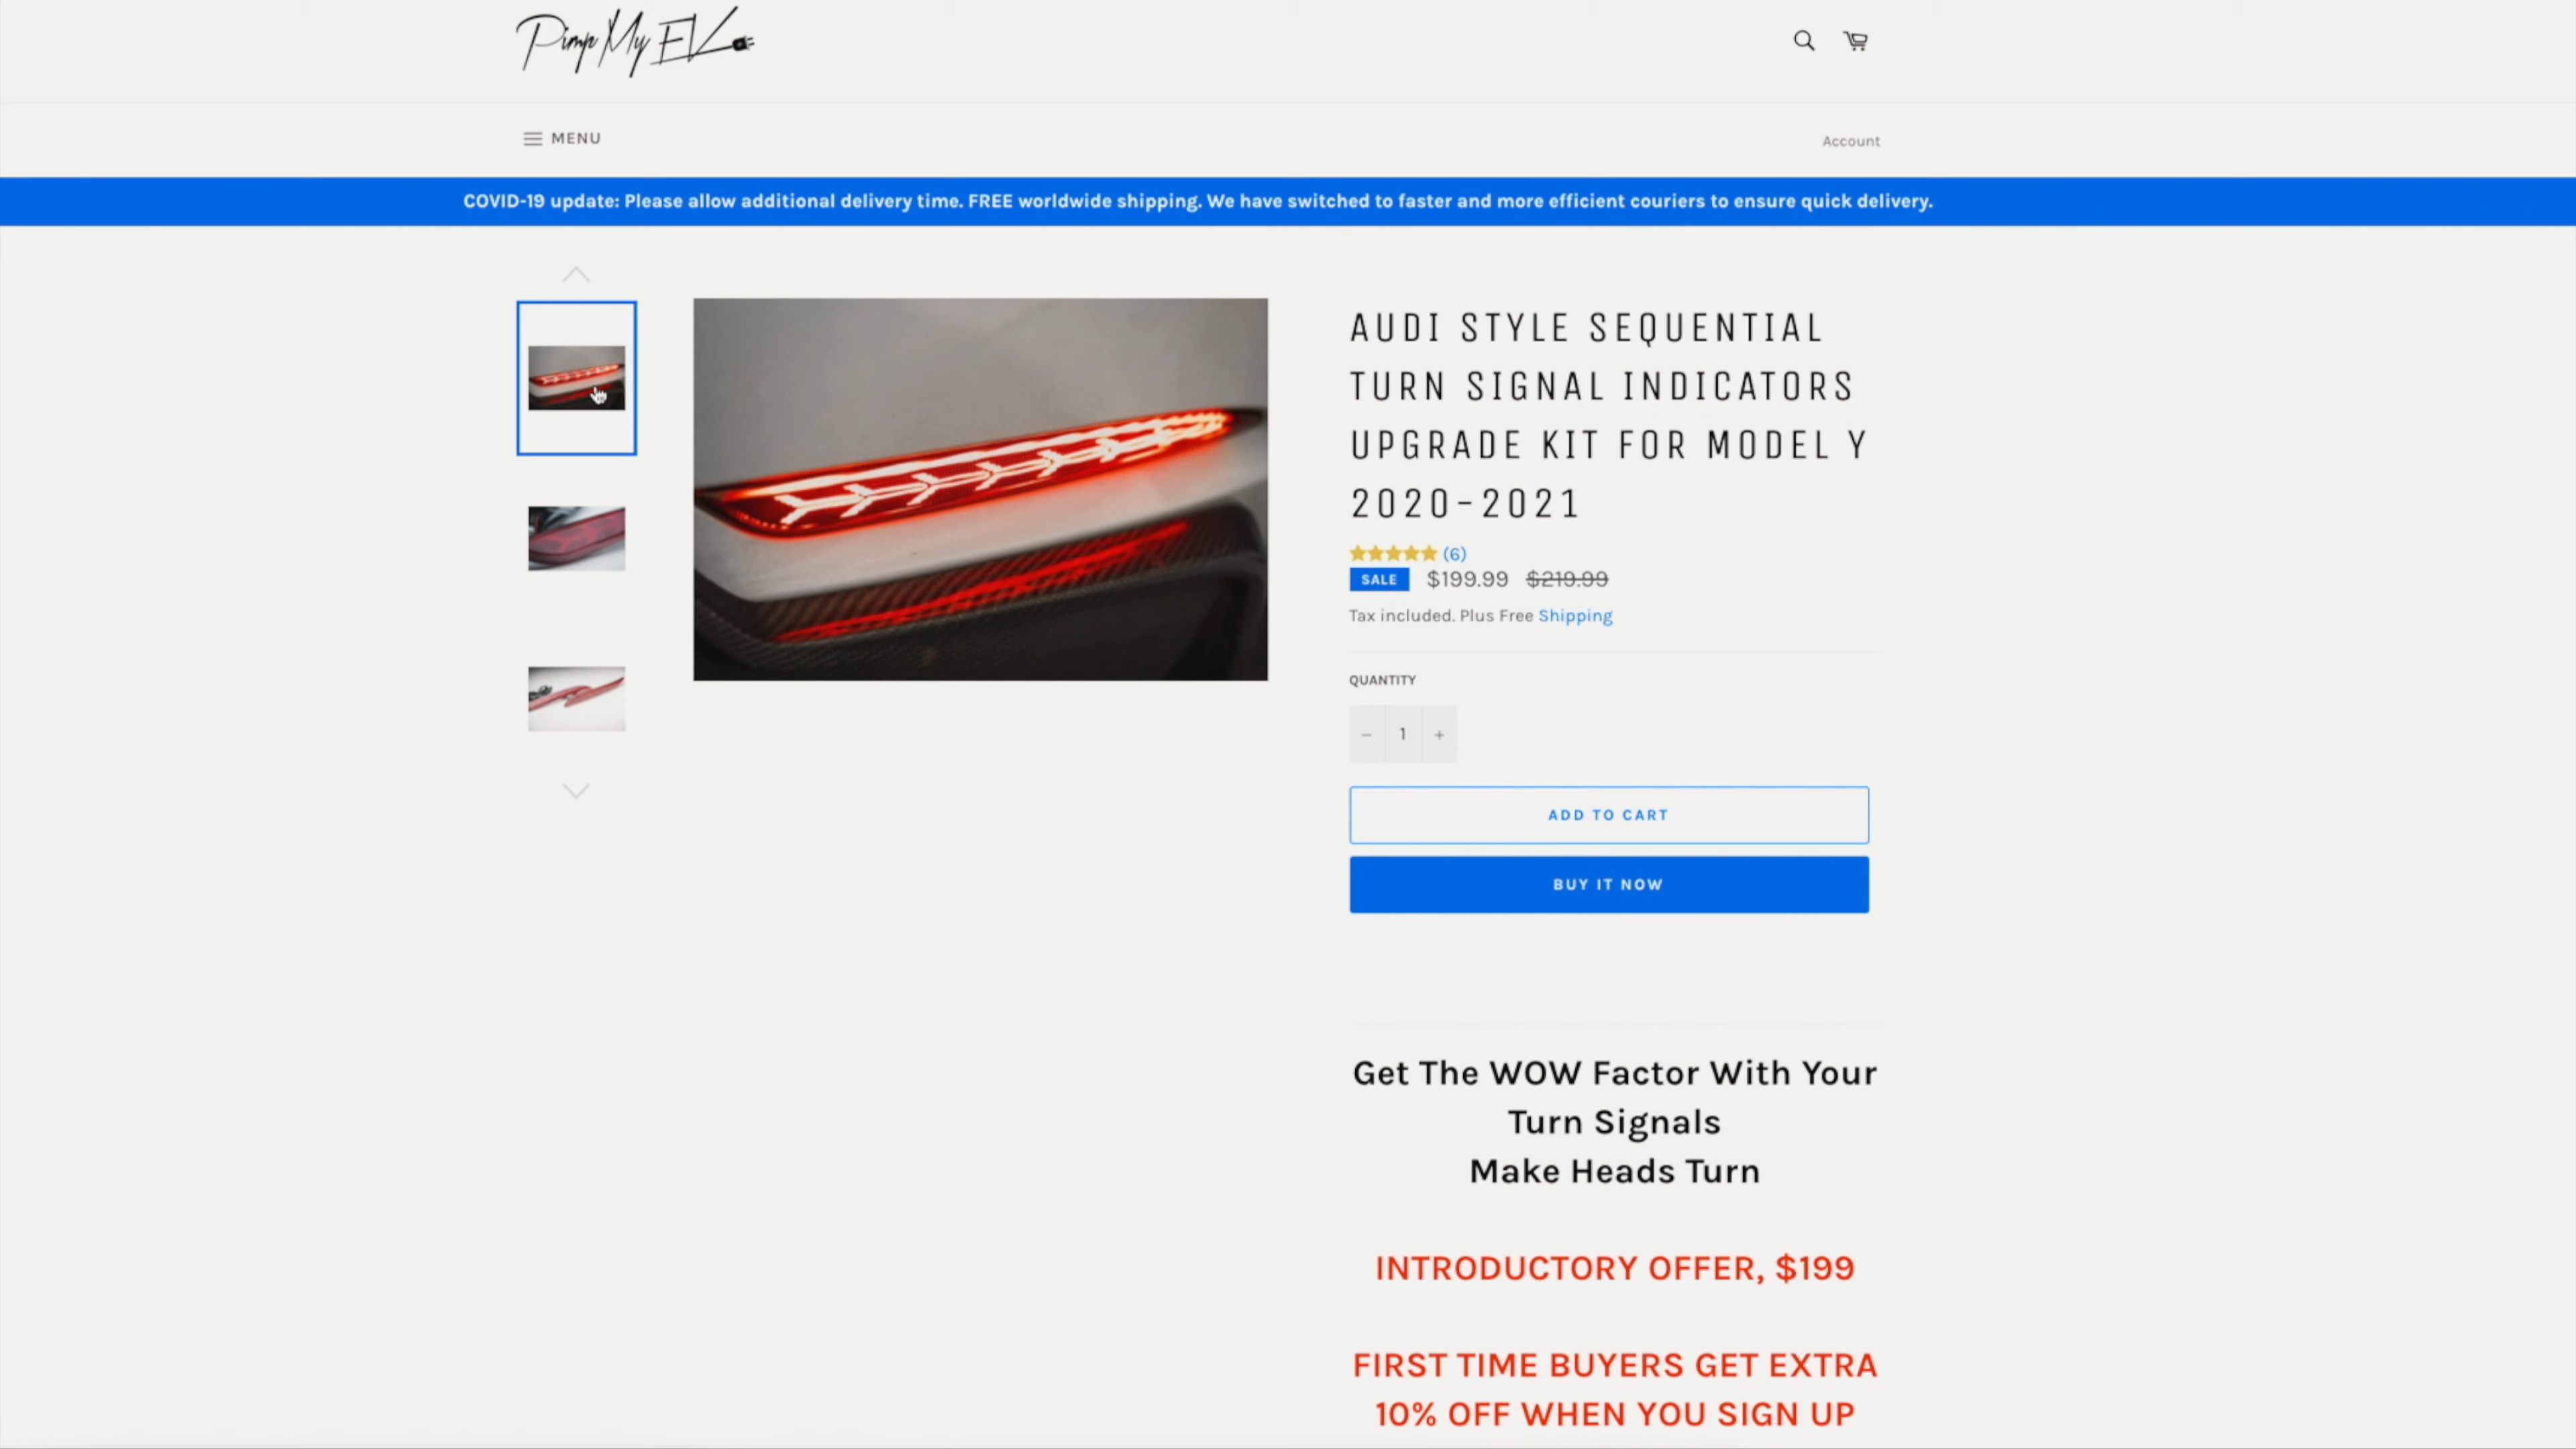 Pimp My EV
MENU
Account
COVID-19 update: Please allow additional delivery time. FREE worldwide shipping. We have switched to faster and more efficient couriers to ensure quick delivery.
AUDI STYLE SEQUENTIAL
TURN SIGNAL INDICATORS
UPGRADE KIT FOR MODEL Y
2020-2021
(6)
SALE $199.99 $219.99
Tax included. Plus Free Shipping
QUANTITY
− 1 +
ADD TO CART
BUY IT NOW
Get The WOW Factor With Your
Turn Signals
Make Heads Turn
INTRODUCTORY OFFER, $199
FIRST TIME BUYERS GET EXTRA
10% OFF WHEN YOU SIGN UP